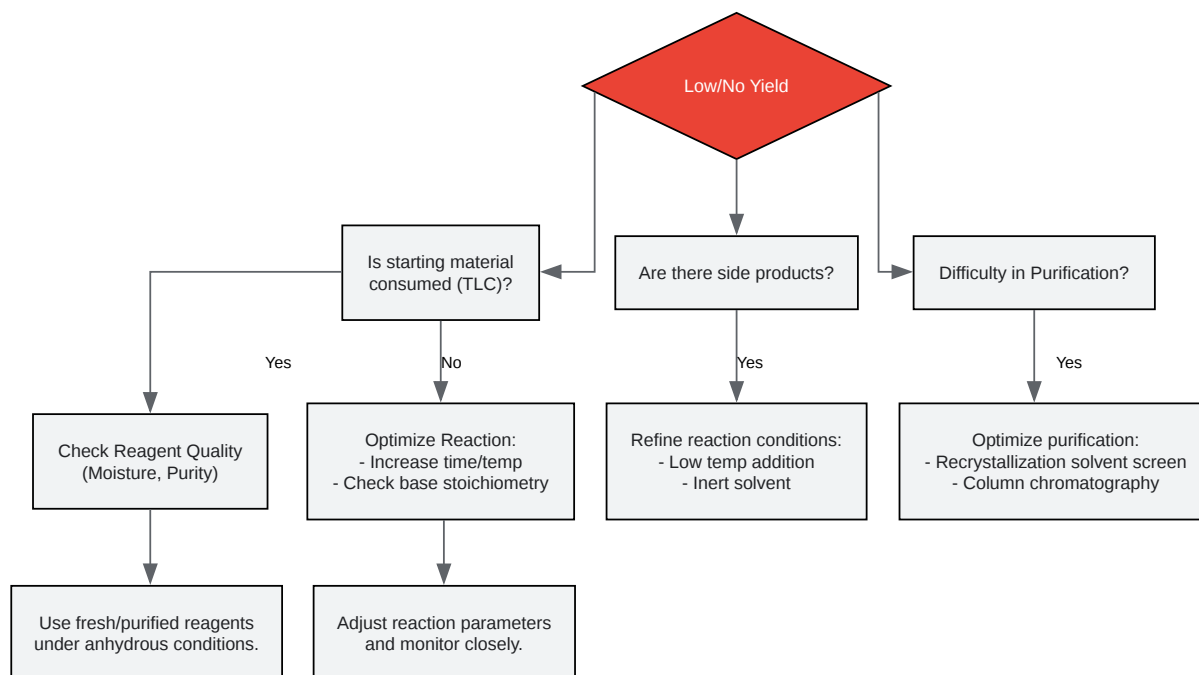 Low/No Yield
Is starting material
consumed (TLC)?
Are there side products?
Difficulty in Purification?
Yes
No
Yes
Yes
Check Reagent Quality
(Moisture, Purity)
Optimize Reaction:
- Increase time/temp
- Check base stoichiometry
Refine reaction conditions:
- Low temp addition
- Inert solvent
Optimize purification:
- Recrystallization solvent screen
- Column chromatography
Use fresh/purified reagents
under anhydrous conditions.
Adjust reaction parameters
and monitor closely.